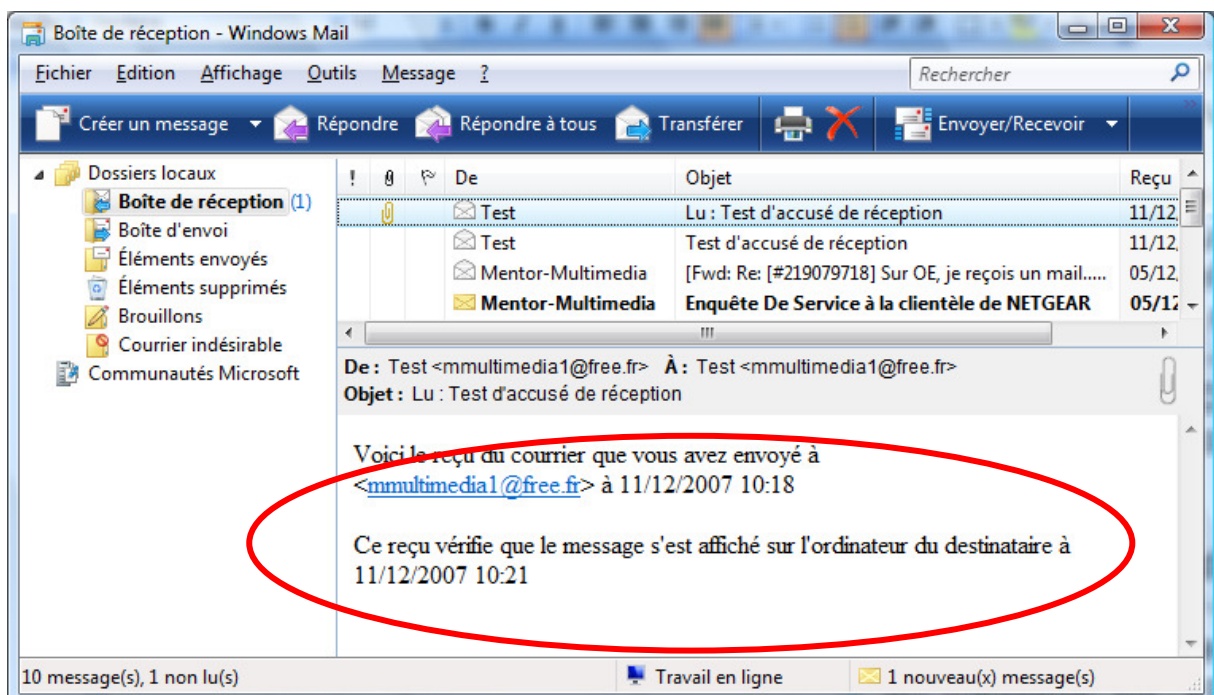 Boîte de réception - Windows Mail
Fichier Edition Affichage Outils Message ?
Rechercher
Créer un message Répondre Répondre à tous Transférer Envoyer/Recevoir
Dossiers locaux
Boîte de réception (1)
Boîte d'envoi
Éléments envoyés
Éléments supprimés
Brouillons
Courrier indésirable
Communautés Microsoft
! De Objet Reçu
Test Lu : Test d'accusé de réception 11/12
Test Test d'accusé de réception 11/12
Mentor-Multimedia [Fwd: Re: [#219079718] Sur OE, je reçois un mail..... 05/12
Mentor-Multimedia Enquête De Service à la clientèle de NETGEAR 05/12
De : Test <mmultimedia1@free.fr> À : Test <mmultimedia1@free.fr>
Objet : Lu : Test d'accusé de réception
Voici le reçu du courrier que vous avez envoyé à
<mmultimedia1@free.fr> à 11/12/2007 10:18
Ce reçu vérifie que le message s'est affiché sur l'ordinateur du destinataire à
11/12/2007 10:21
10 message(s), 1 non lu(s) Travail en ligne 1 nouveau(x) message(s)